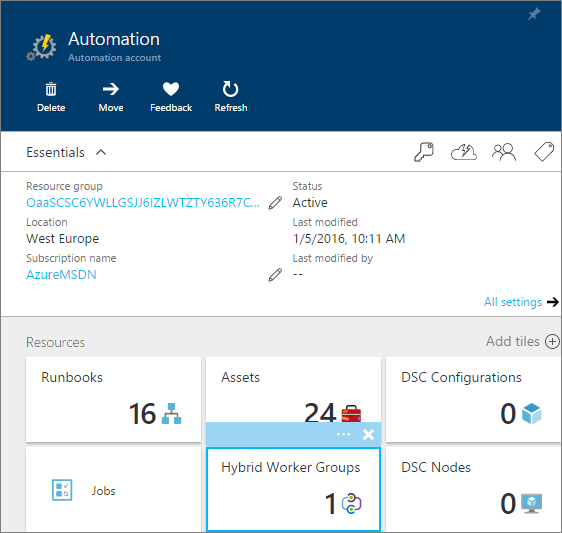 Automation
Automation account
Delete
Move
Feedback
Refresh
Essentials
Resource group
OaaSCSC6YWLLGSJJ6IZLWTZTY636R7C...
Status
Active
Location
West Europe
Last modified
1/5/2016, 10:11 AM
Subscription name
AzureMSDN
Last modified by
--
All settings
Resources
Add tiles
Runbooks
16
Assets
24
DSC Configurations
0
Jobs
Hybrid Worker Groups
1
DSC Nodes
0